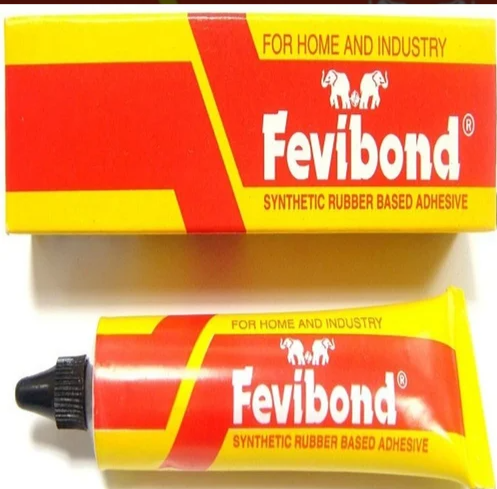 FOR HOME AND INDUSTRY
Fevibond®
SYNTHETIC RUBBER BASED ADHESIVE
FOR HOME AND INDUSTRY
Fevibond®
SYNTHETIC RUBBER BASED ADHESIVE